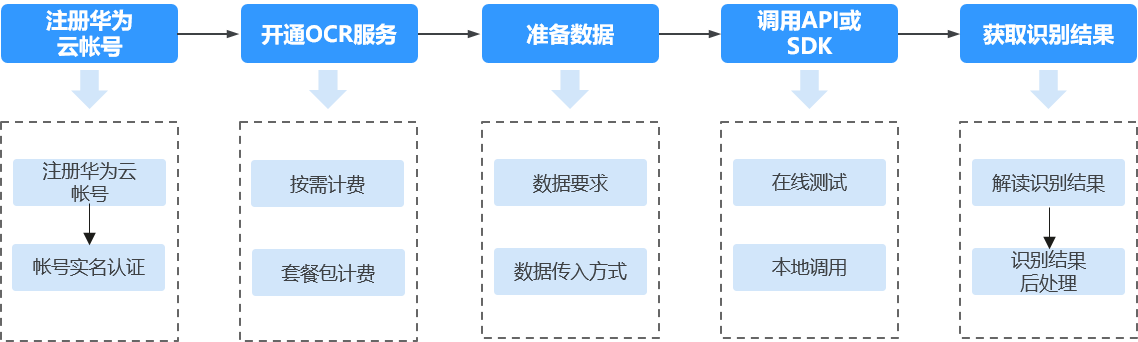 注册华为
云帐号
开通OCR服务
准备数据
调用API或
SDK
获取识别结果
注册华为云
帐号
帐号实名认证
按需计费
套餐包计费
数据要求
数据传入方式
在线测试
本地调用
解读识别结果
识别结果
后处理